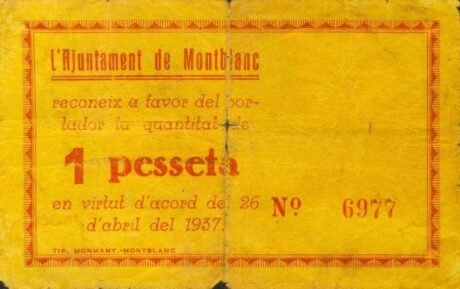 L'Ajuntament de Montblanc
reconeix a favor del por-
tador la quantitat de
1 pesseta
en virtut d'acord del 26
d'abril del 1937.
Nº 6977
TIP. MONMANY.-MONTBLANC